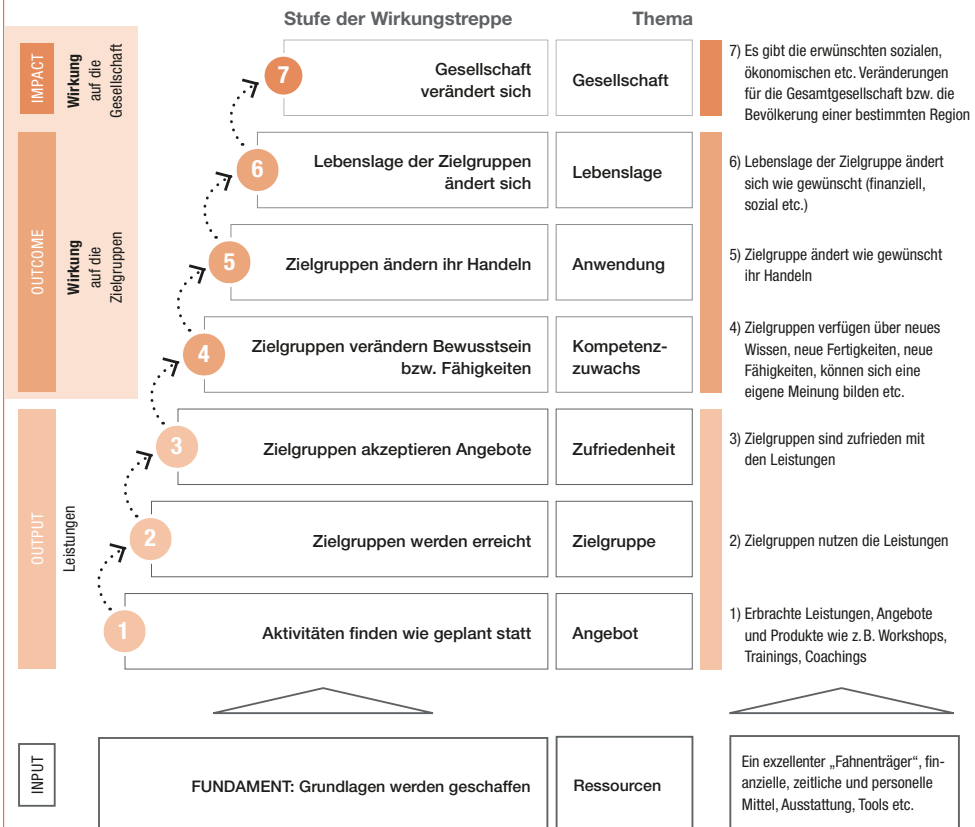 Stufe der Wirkungstreppe
Thema
IMPACT
Wirkung
auf die
Gesellschaft
7
Gesellschaft
verändert sich
Gesellschaft
7) Es gibt die erwünschten sozialen,
ökonomischen etc. Veränderungen
für die Gesamtgesellschaft bzw. die
Bevölkerung einer bestimmten Region
OUTCOME
Wirkung
auf die
Zielgruppen
6
Lebenslage der Zielgruppen
ändert sich
Lebenslage
6) Lebenslage der Zielgruppe ändert
sich wie gewünscht (finanziell,
sozial etc.)
5
Zielgruppen ändern ihr Handeln
Anwendung
5) Zielgruppe ändert wie gewünscht
ihr Handeln
4
Zielgruppen verändern Bewusstsein
bzw. Fähigkeiten
Kompetenz-
zuwachs
4) Zielgruppen verfügen über neues
Wissen, neue Fertigkeiten, neue
Fähigkeiten, können sich eine
eigene Meinung bilden etc.
OUTPUT
Leistungen
3
Zielgruppen akzeptieren Angebote
Zufriedenheit
3) Zielgruppen sind zufrieden mit
den Leistungen
2
Zielgruppen werden erreicht
Zielgruppe
2) Zielgruppen nutzen die Leistungen
1
Aktivitäten finden wie geplant statt
Angebot
1) Erbrachte Leistungen, Angebote
und Produkte wie z. B. Workshops,
Trainings, Coachings
INPUT
FUNDAMENT: Grundlagen werden geschaffen
Ressourcen
Ein exzellenter „Fahnenträger“, fin-
anzielle, zeitliche und personelle
Mittel, Ausstattung, Tools etc.